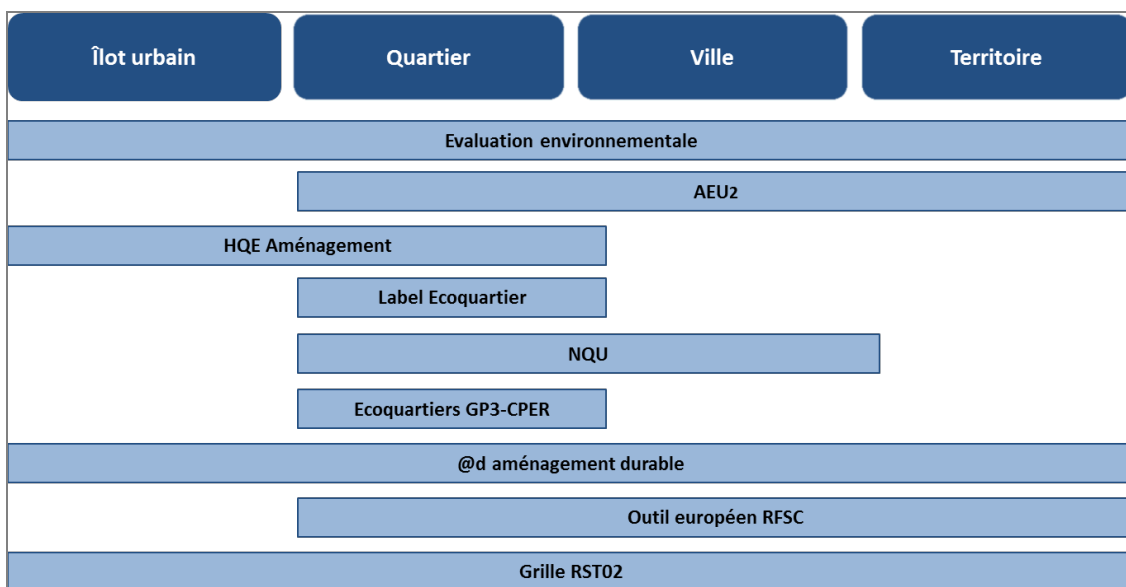 Îlot urbain
Quartier
Ville
Territoire
Evaluation environnementale
AEU2
HQE Aménagement
Label Ecoquartier
NQU
Ecoquartiers GP3-CPER
@d aménagement durable
Outil européen RFSC
Grille RST02